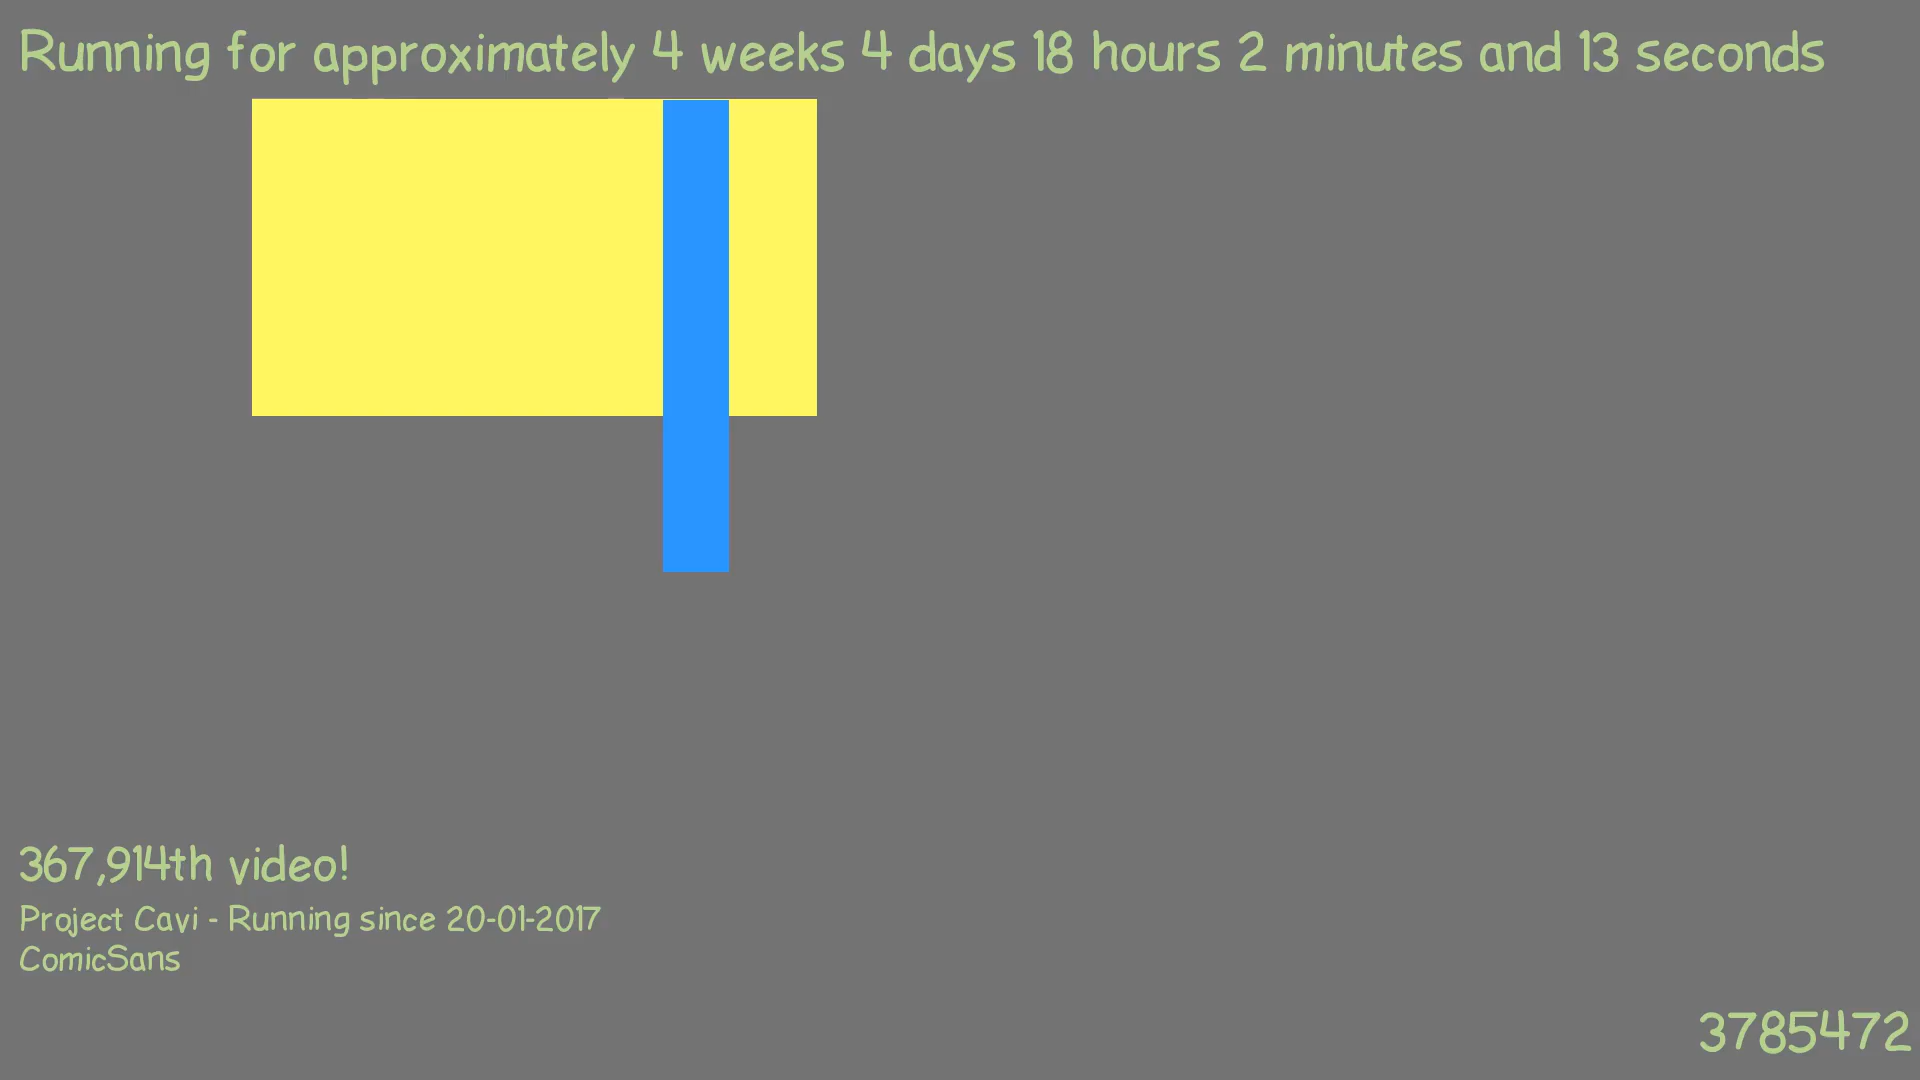 Running for approximately 4 weeks 4 days 18 hours 2 minutes and 13 seconds
367,914th video!
Project Cavi - Running since 20-01-2017
ComicSans
3785472